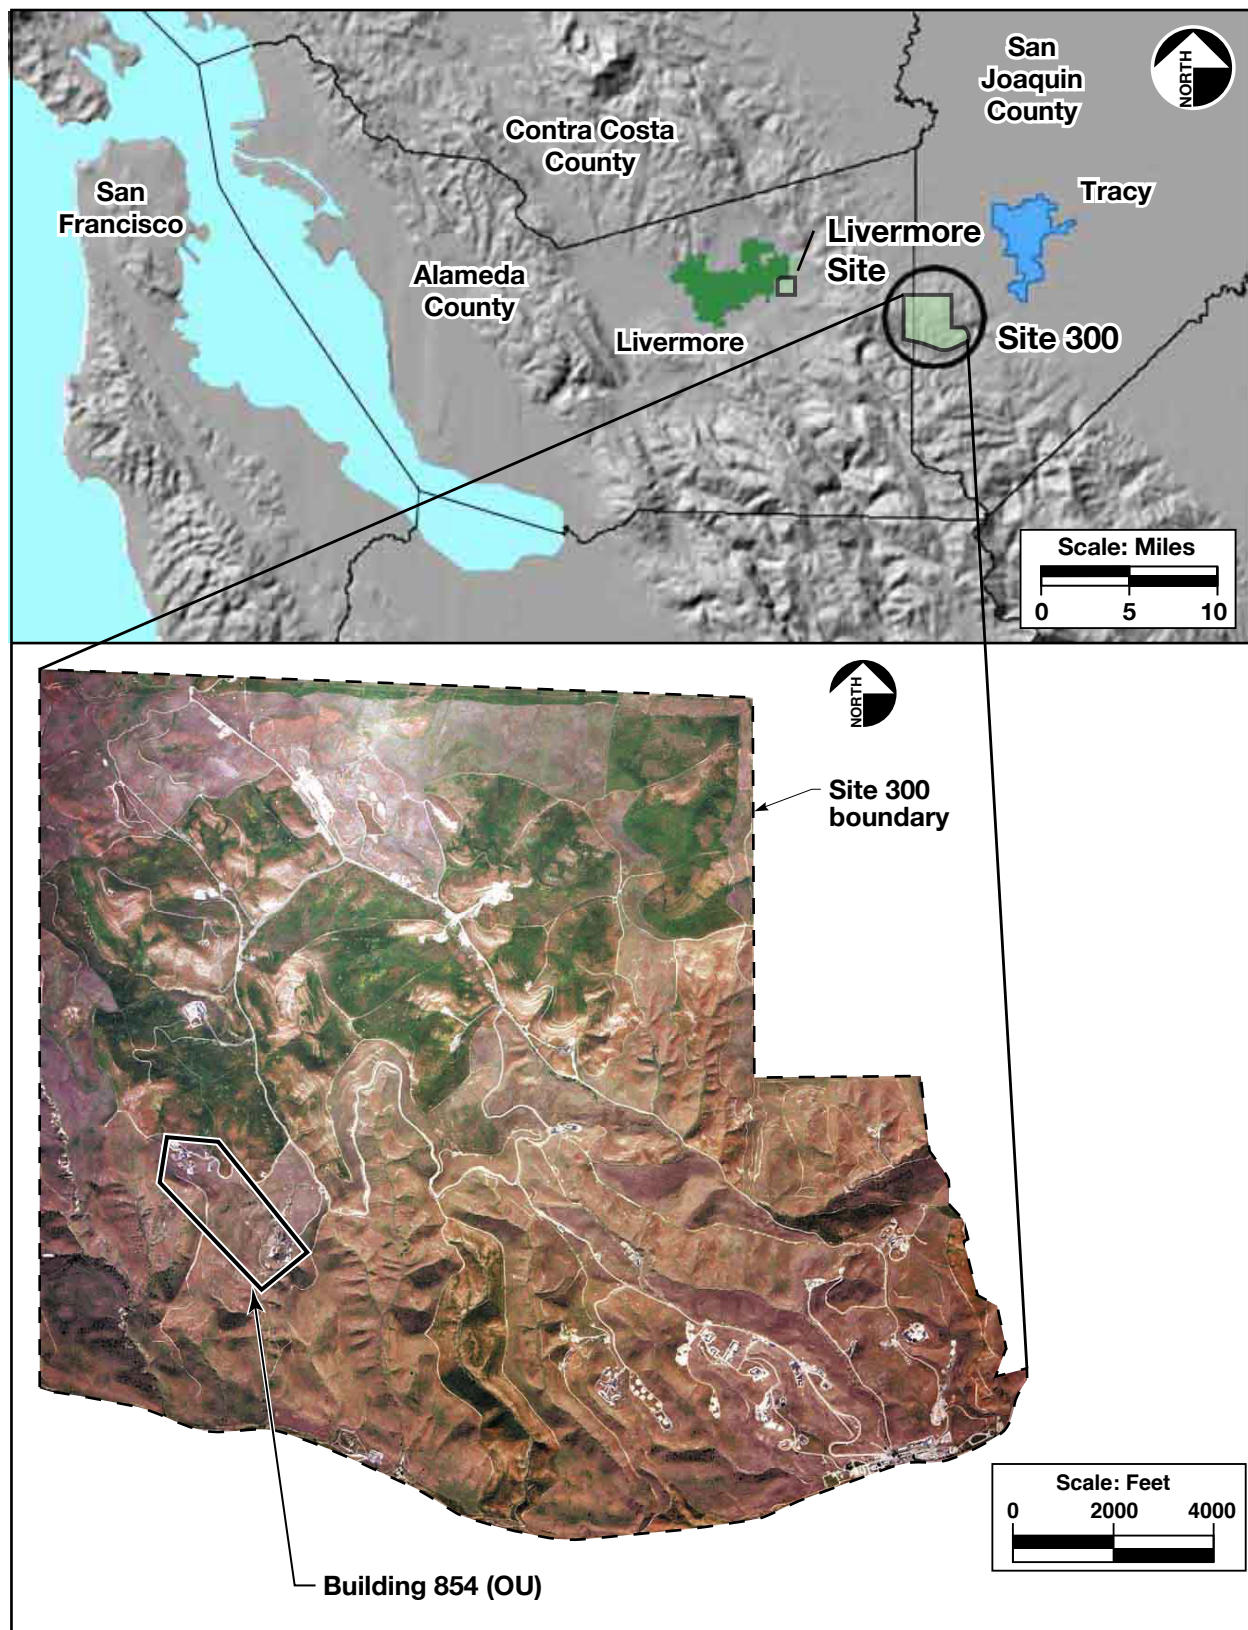 San
Joaquin
County
NORTH
Contra Costa
County
San
Francisco
Tracy
Livermore
Site
Alameda
County
Livermore
Site 300
Scale: Miles
0 5 10
NORTH
Site 300
boundary
Scale: Feet
0 2000 4000
Building 854 (OU)